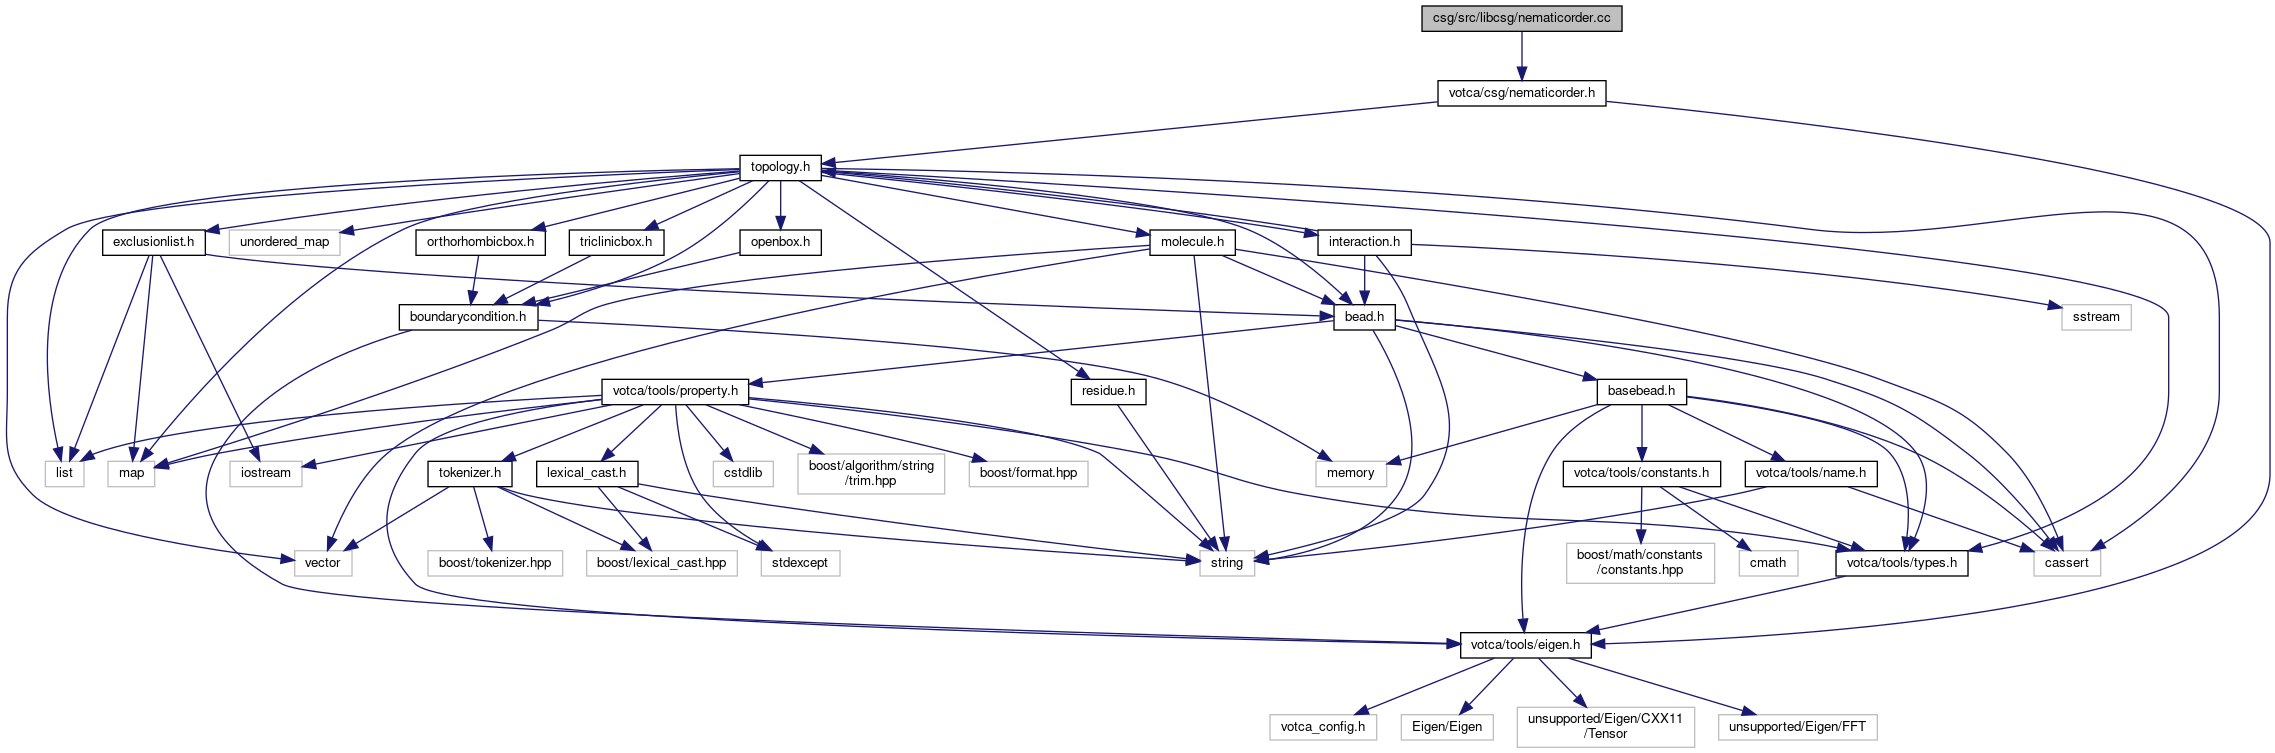 csg/src/libcsg/nematicorder.cc
votca/csg/nematicorder.h
topology.h
exclusionlist.h
unordered_map
orthorhombicbox.h
triclinicbox.h
openbox.h
molecule.h
interaction.h
boundarycondition.h
bead.h
sstream
votca/tools/property.h
residue.h
basebead.h
list
map
iostream
tokenizer.h
lexical_cast.h
cstdlib
boost/algorithm/string
/trim.hpp
boost/format.hpp
memory
votca/tools/constants.h
votca/tools/name.h
vector
boost/tokenizer.hpp
boost/lexical_cast.hpp
stdexcept
string
boost/math/constants
/constants.hpp
cmath
votca/tools/types.h
cassert
votca/tools/eigen.h
votca_config.h
Eigen/Eigen
unsupported/Eigen/CXX11
/Tensor
unsupported/Eigen/FFT